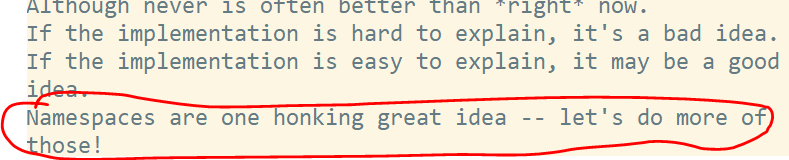 Although never is often better than *right* now.
If the implementation is hard to explain, it's a bad idea.
If the implementation is easy to explain, it may be a good
idea.
Namespaces are one honking great idea -- let's do more of
those!